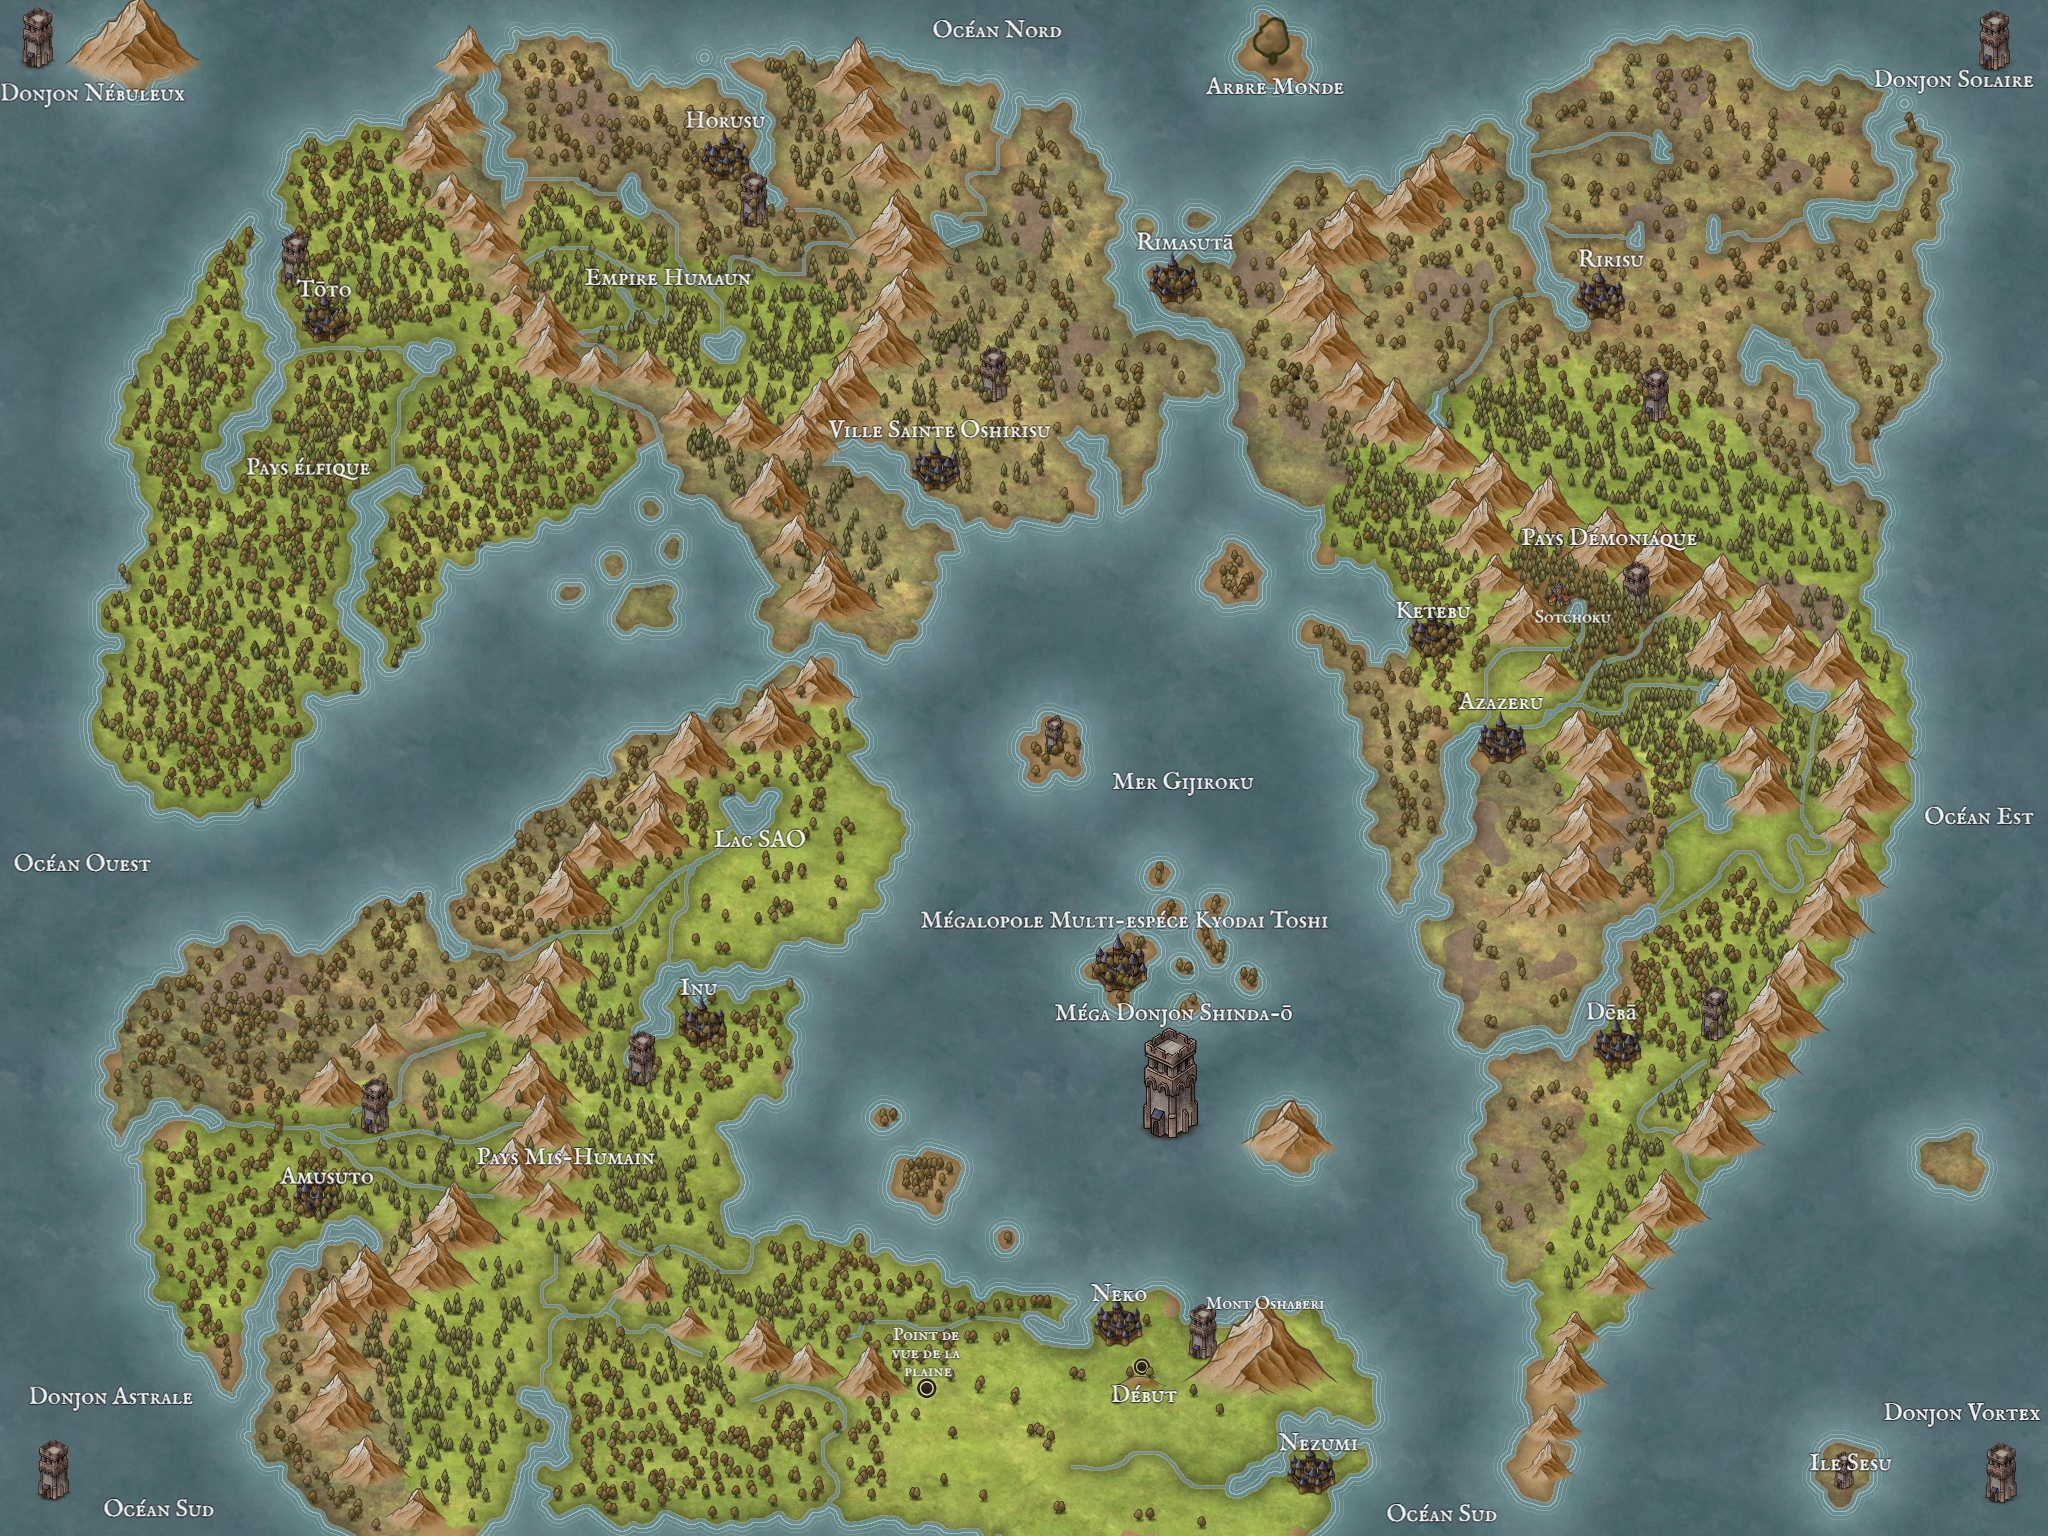 Océan Nord
Arbre Monde
Donjon Solaire
Donjon Nébuleux
Horusu
Rimasutā
Ririsu
Empire Humaun
Tōto
Ville Sainte Oshirisu
Pays élfique
Pays Démoniaque
Ketebu
Sotchoku
Azazeru
Mer Gijiroku
Océan Est
Lac SAO
Océan Ouest
Mégalopole Multi-espéce Kyodai Toshi
Inu
Méga Donjon Shinda-ō
Dēbā
Pays Mis-Humain
Amusuto
Neko
Mont Oshaberi
Point de
vue de la
plaine
Début
Donjon Astrale
Donjon Vortex
Nezumi
Ile Sesu
Océan Sud
Océan Sud